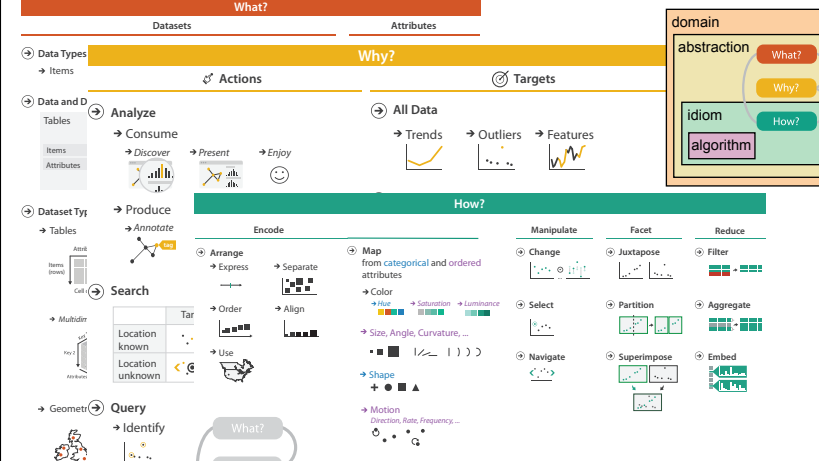 What?
Datasets
Attributes
Data Types
Items
Data and D
Tables
Items
Attributes
Dataset Typ
Tables
Items
(rows)
Multidim
Key 2
Attributes
Geometr
Why?
Actions
Targets
Analyze
Consume
Discover
Present
Enjoy
Produce
Annotate
tag
Search
Tar
Location
known
Location
unknown
Query
Identify
What?
All Data
Trends
Outliers
Features
How?
Encode
Manipulate
Facet
Reduce
Arrange
Express
Separate
Order
Align
Use
Map
from categorical and ordered
attributes
Color
Hue
Saturation
Luminance
Size, Angle, Curvature, ...
Shape
Motion
Direction, Rate, Frequency, ...
Change
Juxtapose
Filter
Select
Partition
Aggregate
Navigate
Superimpose
Embed
domain
abstraction
What?
Why?
idiom
How?
algorithm